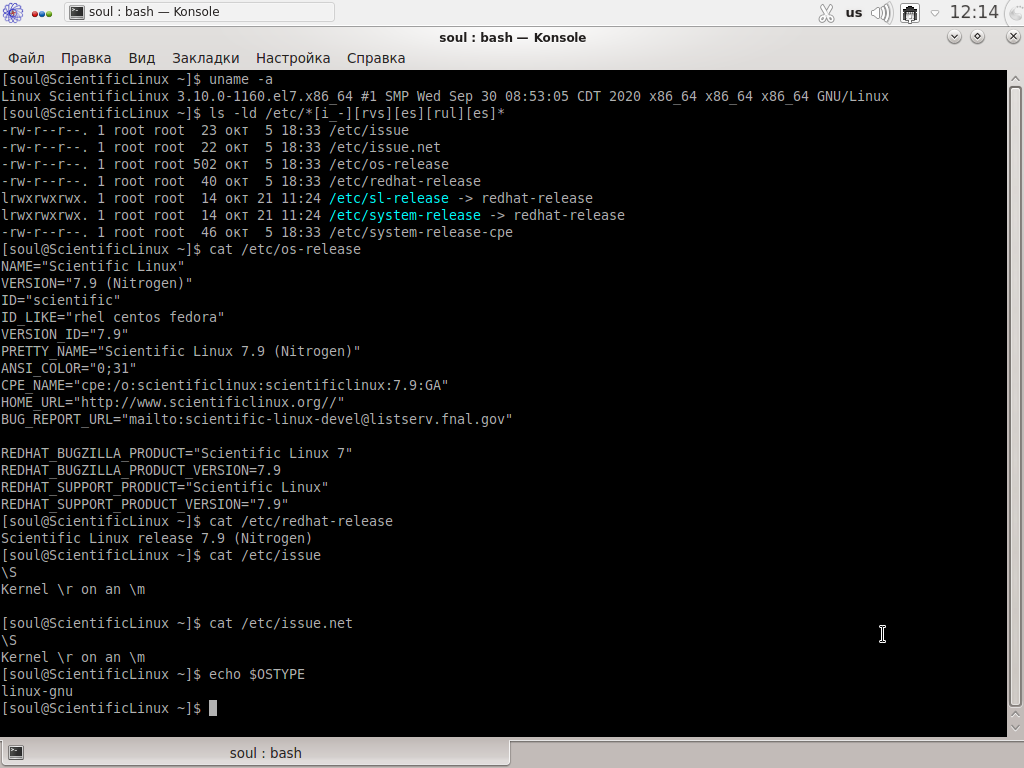 soul : bash — Konsole
us
12:14
soul : bash — Konsole
Файл Правка Вид Закладки Настройка Справка
[soul@ScientificLinux ~]$ uname -a
Linux ScientificLinux 3.10.0-1160.el7.x86_64 #1 SMP Wed Sep 30 08:53:05 CDT 2020 x86_64 x86_64 x86_64 GNU/Linux
[soul@ScientificLinux ~]$ ls -ld /etc/*[i_-][rvs][es][rul][es]*
-rw-r--r--. 1 root root  23 окт  5 18:33 /etc/issue
-rw-r--r--. 1 root root  22 окт  5 18:33 /etc/issue.net
-rw-r--r--. 1 root root 502 окт  5 18:33 /etc/os-release
-rw-r--r--. 1 root root  40 окт  5 18:33 /etc/redhat-release
lrwxrwxrwx. 1 root root  14 окт 21 11:24 /etc/sl-release -> redhat-release
lrwxrwxrwx. 1 root root  14 окт 21 11:24 /etc/system-release -> redhat-release
-rw-r--r--. 1 root root  46 окт  5 18:33 /etc/system-release-cpe
[soul@ScientificLinux ~]$ cat /etc/os-release
NAME="Scientific Linux"
VERSION="7.9 (Nitrogen)"
ID="scientific"
ID_LIKE="rhel centos fedora"
VERSION_ID="7.9"
PRETTY_NAME="Scientific Linux 7.9 (Nitrogen)"
ANSI_COLOR="0;31"
CPE_NAME="cpe:/o:scientificlinux:scientificlinux:7.9:GA"
HOME_URL="http://www.scientificlinux.org//"
BUG_REPORT_URL="mailto:scientific-linux-devel@listserv.fnal.gov"

REDHAT_BUGZILLA_PRODUCT="Scientific Linux 7"
REDHAT_BUGZILLA_PRODUCT_VERSION=7.9
REDHAT_SUPPORT_PRODUCT="Scientific Linux"
REDHAT_SUPPORT_PRODUCT_VERSION="7.9"
[soul@ScientificLinux ~]$ cat /etc/redhat-release
Scientific Linux release 7.9 (Nitrogen)
[soul@ScientificLinux ~]$ cat /etc/issue
\S
Kernel \r on an \m

[soul@ScientificLinux ~]$ cat /etc/issue.net
\S
Kernel \r on an \m
[soul@ScientificLinux ~]$ echo $OSTYPE
linux-gnu
[soul@ScientificLinux ~]$
soul : bash